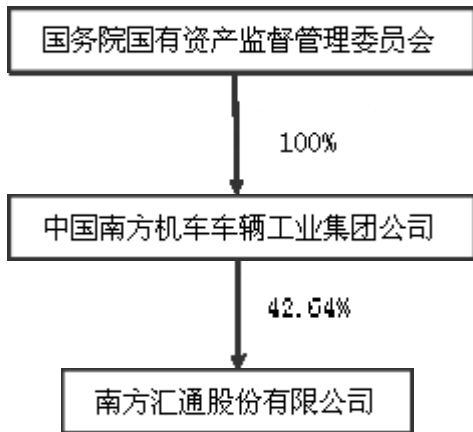 国务院国有资产监督管理委员会
100%
中国南方机车车辆工业集团公司
42.64%
南方汇通股份有限公司